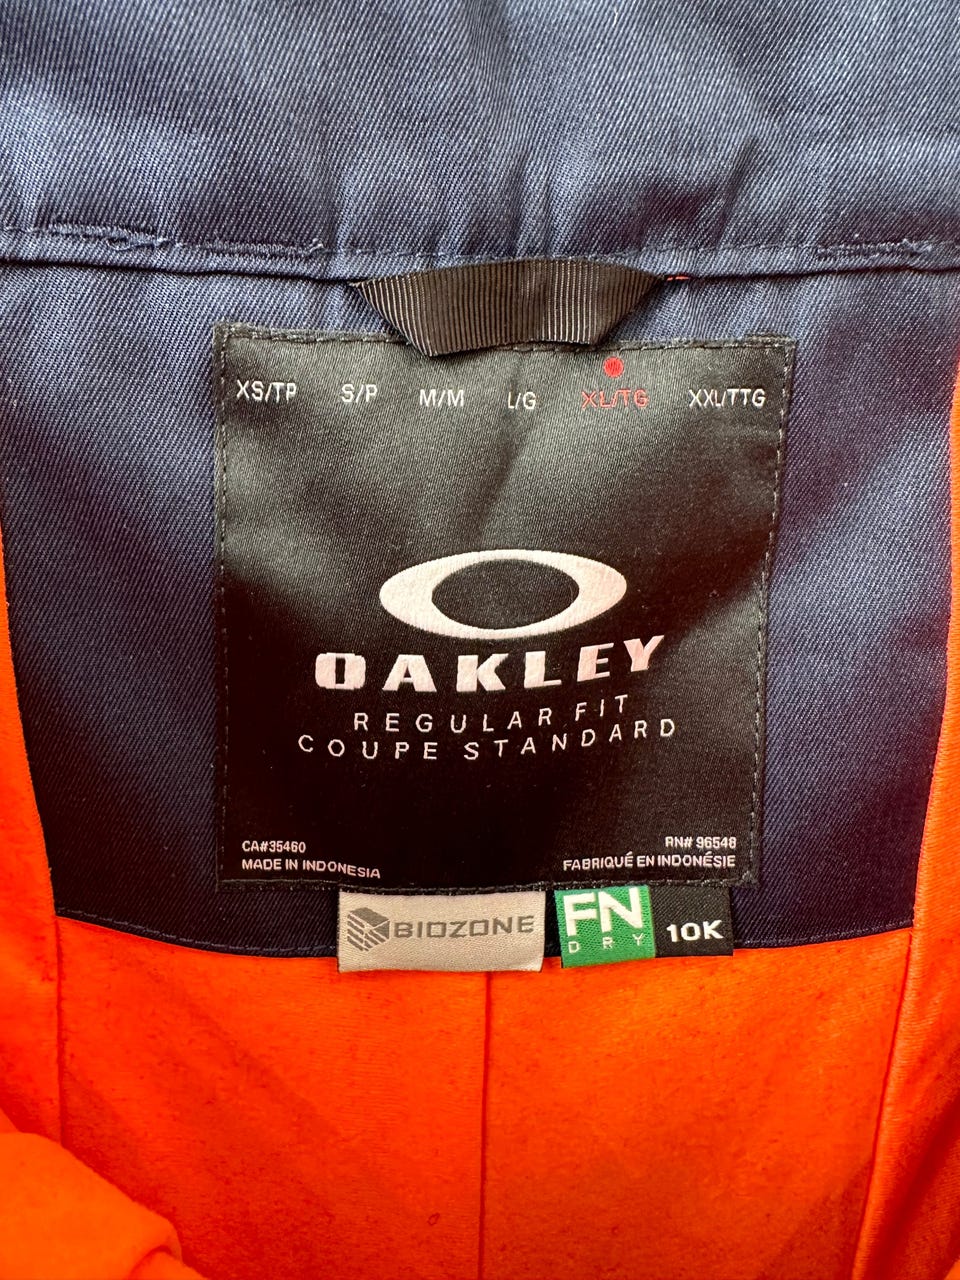 XS/TP S/P M/M L/G XL/TG XXL/TTG
OAKLEY
REGULAR FIT
COUPE STANDARD
CA#35460
MADE IN INDONESIA
RN# 96548
FABRIQUÉ EN INDONÉSIE
BIOZONE
FN
DRY
10K